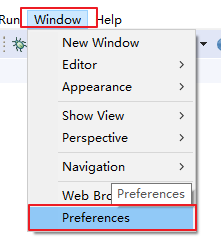 Run Window Help
New Window
Editor
Appearance
Show View
Perspective
Navigation
Web Bro
Preferences
Preferences